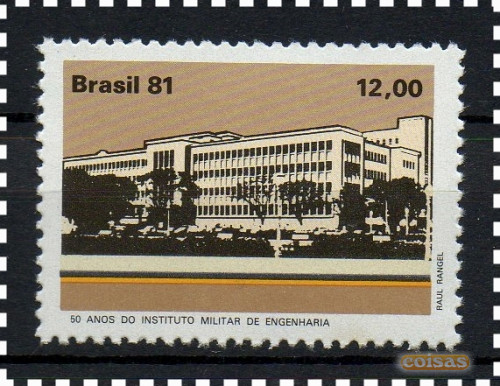 Brasil 81 12,00
RAUL RANGEL
50 ANOS DO INSTITUTO MILITAR DE ENGENHARIA
coisas